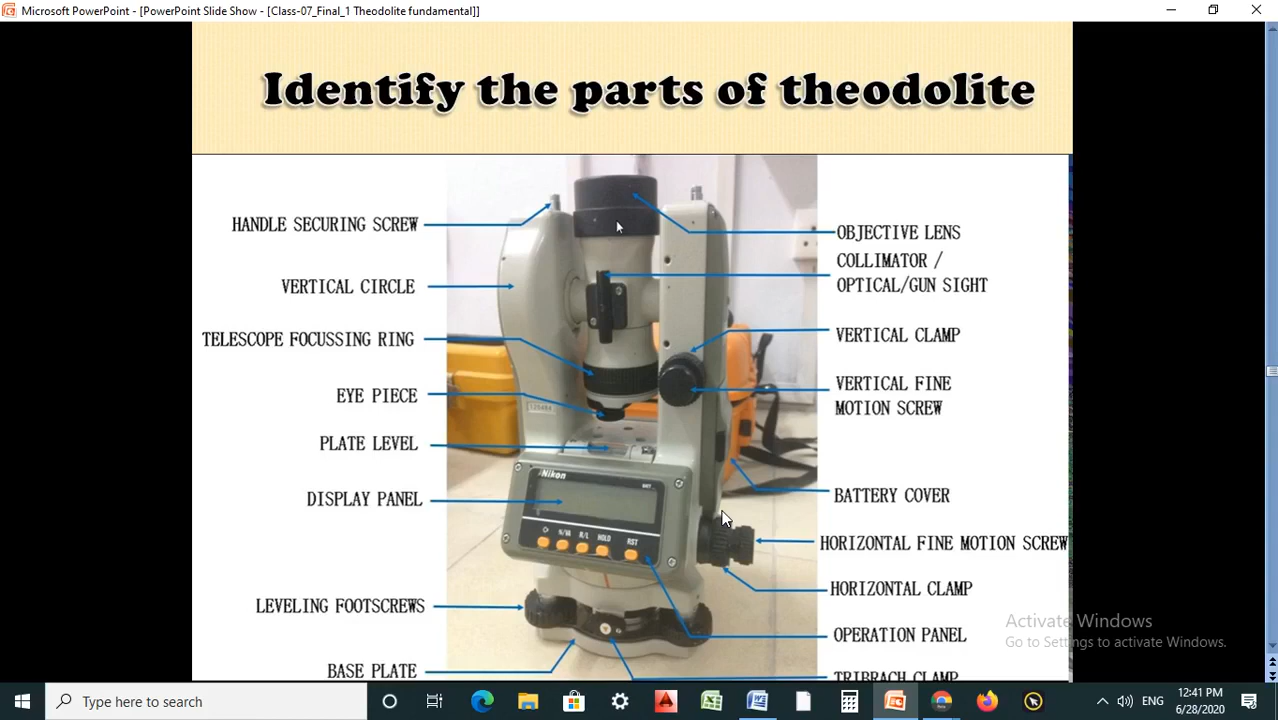 Microsoft PowerPoint - [PowerPoint Slide Show - [Class-07_Final_1 Theodolite fundamental]]
Identify the parts of theodolite
HANDLE SECURING SCREW
VERTICAL CIRCLE
TELESCOPE FOCUSSING RING
EYE PIECE
PLATE LEVEL
DISPLAY PANEL
LEVELING FOOTSCREWS
BASE PLATE
Nikon
V/% R/L HOLD RST
OBJECTIVE LENS
COLLIMATOR /
OPTICAL/GUN SIGHT
VERTICAL CLAMP
VERTICAL FINE
MOTION SCREW
BATTERY COVER
HORIZONTAL FINE MOTION SCREW
HORIZONTAL CLAMP
OPERATION PANEL
TRIBRACH CLAMP
Activate Windows
Go to Settings to activate Windows.
Type here to search
ENG
12:41 PM
6/28/2020